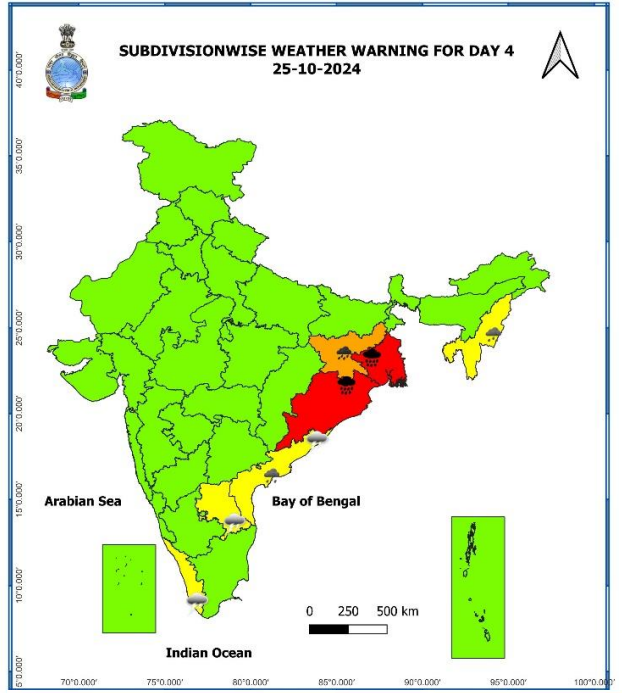 SUBDIVISIONWISE WEATHER WARNING FOR DAY 4
25-10-2024
40°0.000'
35°0.000'
30°0.000'
25°0.000'
20°0.000'
15°0.000'
10°0.000'
5°0.000'
Arabian Sea
Bay of Bengal
0 250 500 km
Indian Ocean
70°0.000' 75°0.000' 80°0.000' 85°0.000' 90°0.000' 95°0.000' 100°0.000'